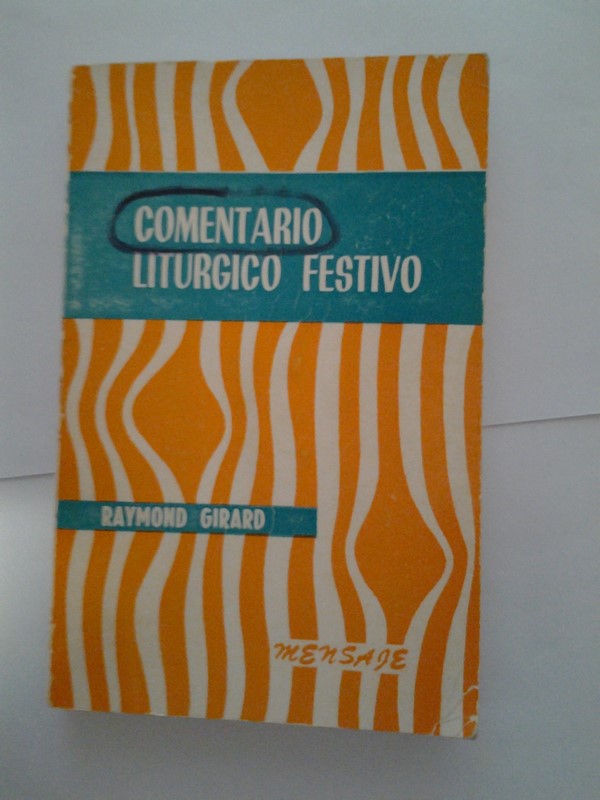 COMENTARIO
LITURGICO FESTIVO
RAYMOND GIRARD
MENSAJE